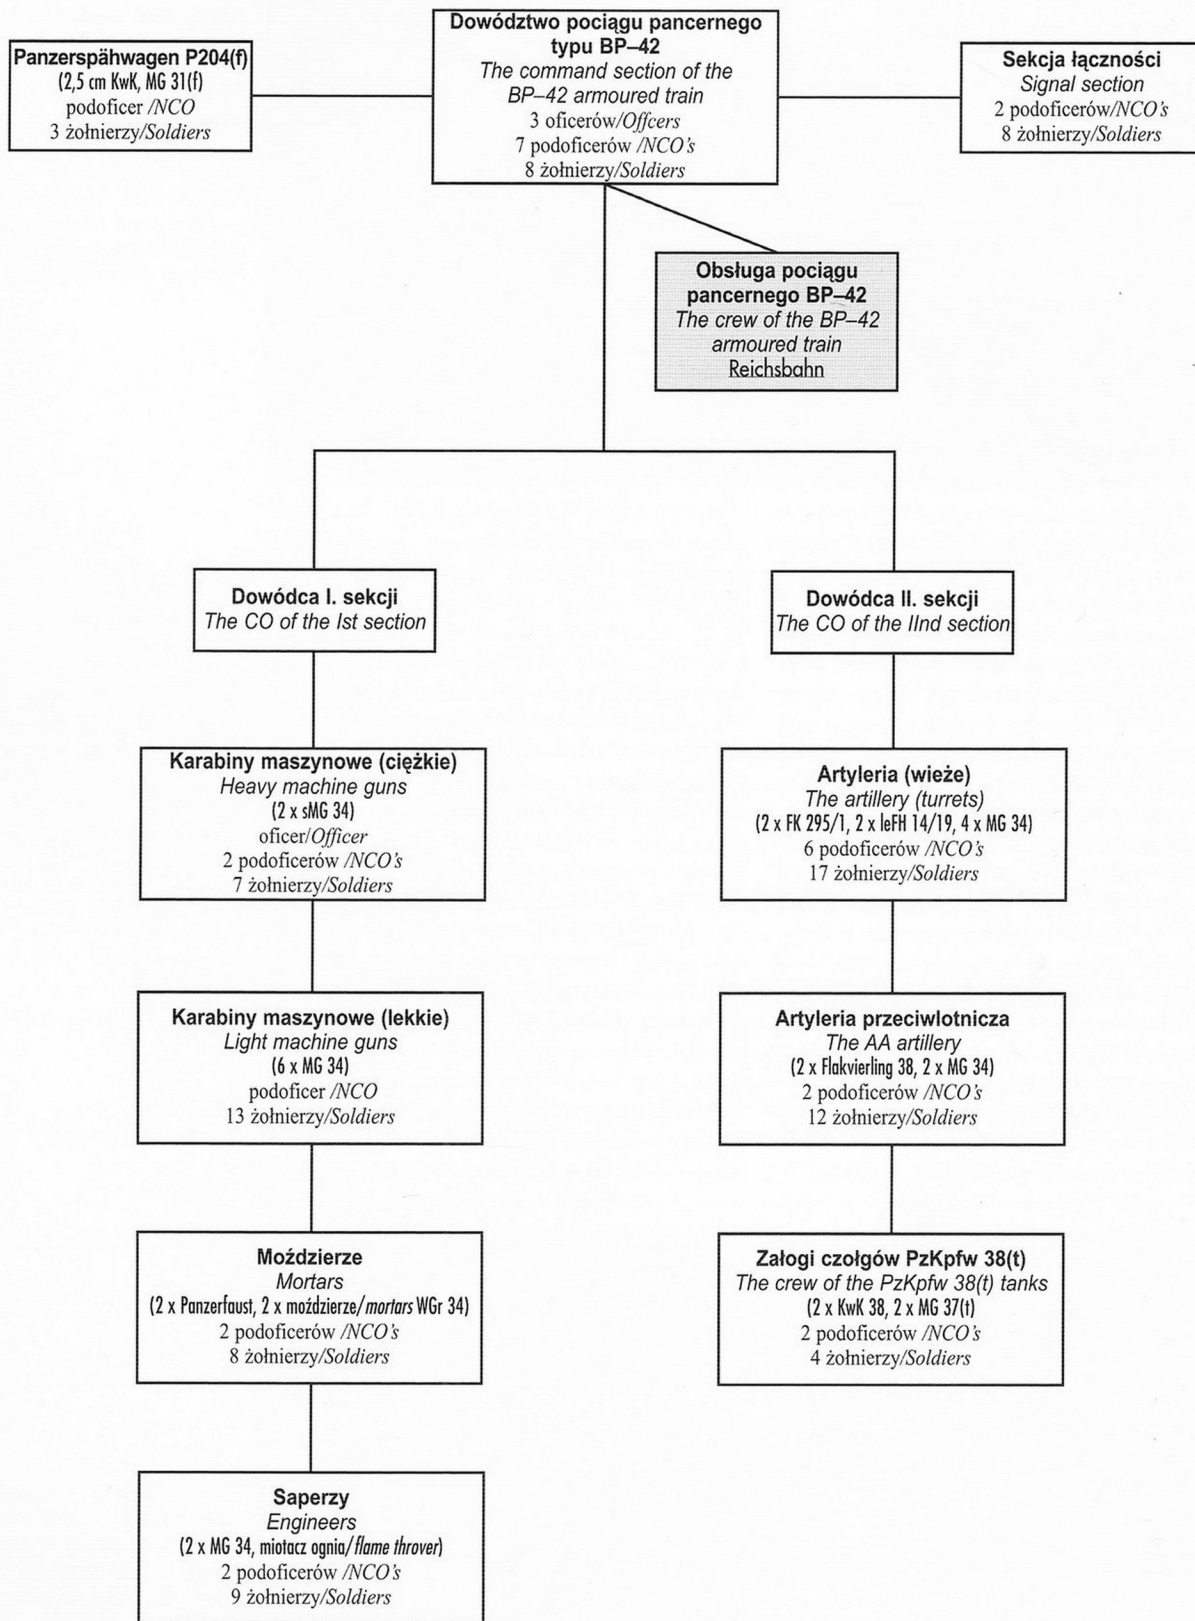 Panzerspähwagen P204(f)
(2,5 cm KwK, MG 31(f)
podoficer /NCO
3 żołnierzy/Soldiers
Dowództwo pociągu pancernego
typu BP–42
The command section of the
BP–42 armoured train
3 oficerów/Offcers
7 podoficerów /NCO's
8 żołnierzy/Soldiers
Sekcja łączności
Signal section
2 podoficerów/NCO's
8 żołnierzy/Soldiers
Obsługa pociągu
pancernego BP–42
The crew of the BP–42
armoured train
Reichsbahn
Dowódca I. sekcji
The CO of the Ist section
Dowódca II. sekcji
The CO of the IInd section
Karabiny maszynowe (ciężkie)
Heavy machine guns
(2 x sMG 34)
oficer/Officer
2 podoficerów /NCO's
7 żołnierzy/Soldiers
Artyleria (wieże)
The artillery (turrets)
(2 x FK 295/1, 2 x leFH 14/19, 4 x MG 34)
6 podoficerów /NCO's
17 żołnierzy/Soldiers
Karabiny maszynowe (lekkie)
Light machine guns
(6 x MG 34)
podoficer /NCO
13 żołnierzy/Soldiers
Artyleria przeciwlotnicza
The AA artillery
(2 x Flakvierling 38, 2 x MG 34)
2 podoficerów /NCO's
12 żołnierzy/Soldiers
Moździerze
Mortars
(2 x Panzerfaust, 2 x moździerze/mortars WGr 34)
2 podoficerów /NCO's
8 żołnierzy/Soldiers
Załogi czołgów PzKpfw 38(t)
The crew of the PzKpfw 38(t) tanks
(2 x KwK 38, 2 x MG 37(t)
2 podoficerów /NCO's
4 żołnierzy/Soldiers
Saperzy
Engineers
(2 x MG 34, miotacz ognia/flame throver)
2 podoficerów /NCO's
9 żołnierzy/Soldiers